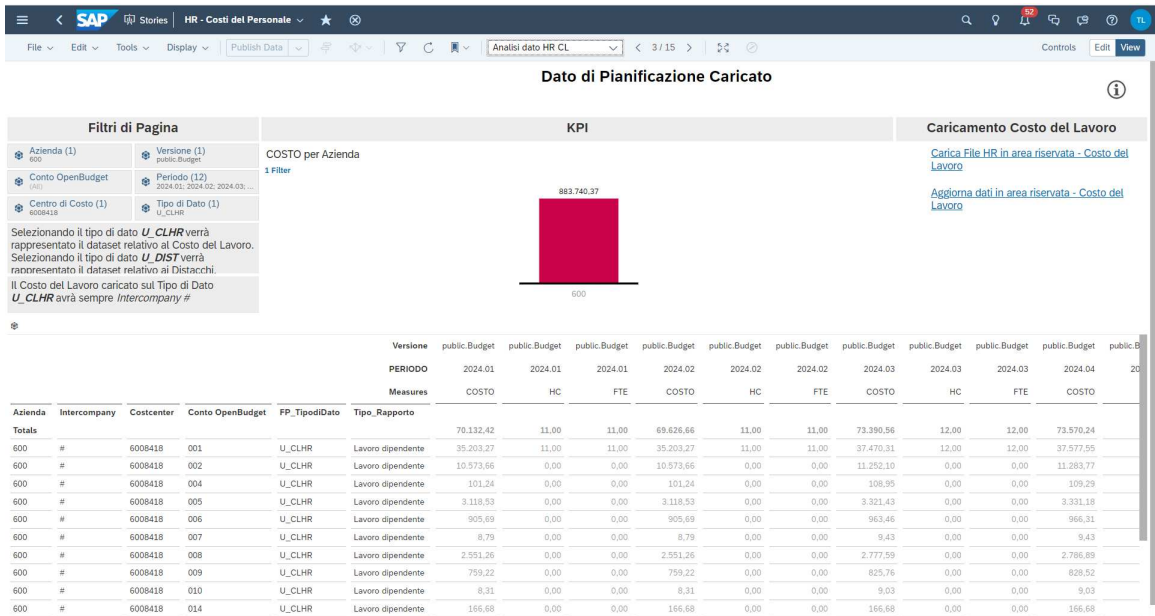 SAP Stories HR - Costi del Personale 52 TL
File Edit Tools Display Publish Data Analisi dato HR CL 3/15 Controls Edit View
Dato di Pianificazione Caricato
Filtri di Pagina KPI Caricamento Costo del Lavoro
Azienda (1) Versione (1)
600 public.Budget
Conto OpenBudget Periodo (12)
(All) 2024.01; 2024.02; 2024.03; ...
Centro di Costo (1) Tipo di Dato (1)
6008418 U_CLHR
Selezionando il tipo di dato U_CLHR verrà
rappresentato il dataset relativo al Costo del Lavoro.
Selezionando il tipo di dato U_DIST verrà
rappresentato il dataset relativo ai Distacchi.
Il Costo del Lavoro caricato sul Tipo di Dato
U_CLHR avrà sempre Intercompany #
COSTO per Azienda
1 Filter
883.740,37
600
Carica File HR in area riservata - Costo del
Lavoro
Aggiorna dati in area riservata - Costo del
Lavoro
Versione public.Budget public.Budget public.Budget public.Budget public.Budget public.Budget public.Budget public.Budget public.Budget public.Budget public.B
PERIODO 2024.01 2024.01 2024.01 2024.02 2024.02 2024.02 2024.03 2024.03 2024.03 2024.04 20
Measures COSTO HC FTE COSTO HC FTE COSTO HC FTE COSTO
Azienda Intercompany Costcenter Conto OpenBudget FP_TipodiDato Tipo_Rapporto
Totals 70.132,42 11,00 11,00 69.626,66 11,00 11,00 73.390,56 12,00 12,00 73.570,24
600 # 6008418 001 U_CLHR Lavoro dipendente 35.203,27 11,00 11,00 35.203,27 11,00 11,00 37.470,31 12,00 12,00 37.577,55
600 # 6008418 002 U_CLHR Lavoro dipendente 10.573,66 0,00 0,00 10.573,66 0,00 0,00 11.252,10 0,00 0,00 11.283,77
600 # 6008418 004 U_CLHR Lavoro dipendente 101,24 0,00 0,00 101,24 0,00 0,00 108,95 0,00 0,00 109,29
600 # 6008418 005 U_CLHR Lavoro dipendente 3.118,53 0,00 0,00 3.118,53 0,00 0,00 3.321,43 0,00 0,00 3.331,18
600 # 6008418 006 U_CLHR Lavoro dipendente 905,69 0,00 0,00 905,69 0,00 0,00 963,46 0,00 0,00 966,31
600 # 6008418 007 U_CLHR Lavoro dipendente 8,79 0,00 0,00 8,79 0,00 0,00 9,43 0,00 0,00 9,43
600 # 6008418 008 U_CLHR Lavoro dipendente 2.551,26 0,00 0,00 2.551,26 0,00 0,00 2.777,59 0,00 0,00 2.786,89
600 # 6008418 009 U_CLHR Lavoro dipendente 759,22 0,00 0,00 759,22 0,00 0,00 825,76 0,00 0,00 828,52
600 # 6008418 010 U_CLHR Lavoro dipendente 8,31 0,00 0,00 8,31 0,00 0,00 9,03 0,00 0,00 9,03
600 # 6008418 014 U_CLHR Lavoro dipendente 166,68 0,00 0,00 166,68 0,00 0,00 166,68 0,00 0,00 166,68